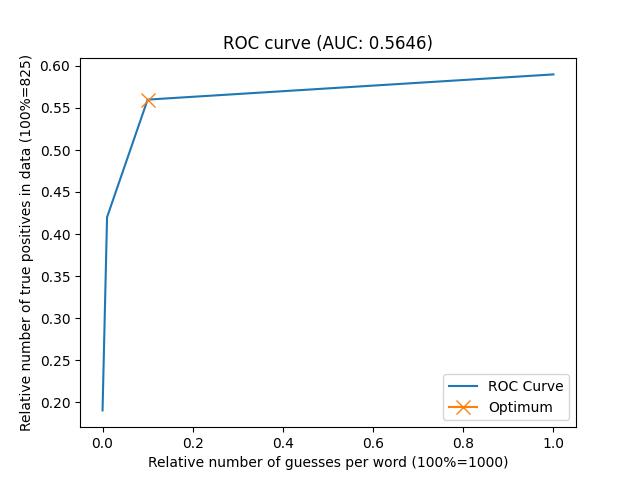 ROC curve (AUC: 0.5646)
Relative number of true positives in data (100%=825)
0.60
0.55
0.50
0.45
0.40
0.35
0.30
0.25
0.20
ROC Curve
Optimum
0.0 0.2 0.4 0.6 0.8 1.0
Relative number of guesses per word (100%=1000)